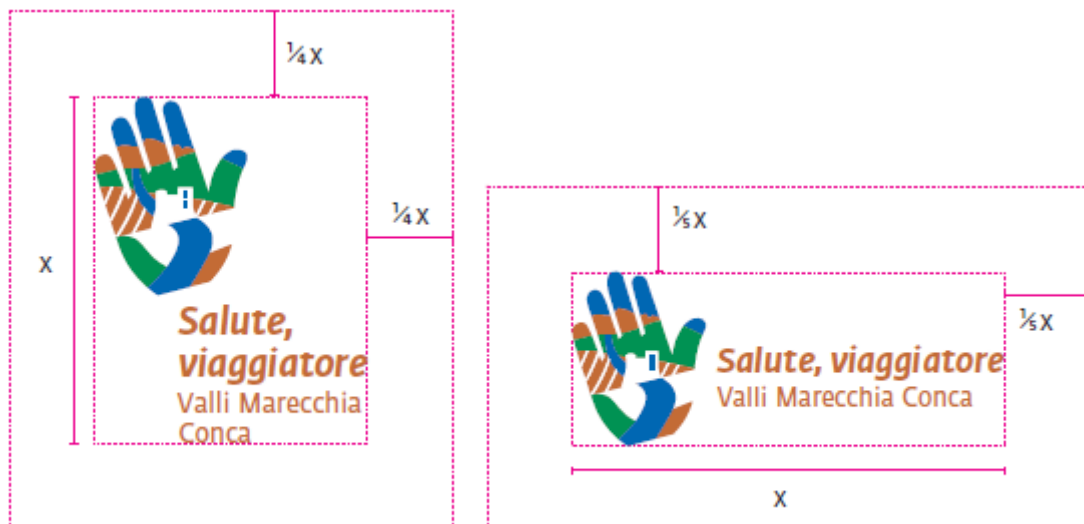 ¼ x
¼ x
x
Salute,
viaggiatore
Valli Marecchia
Conca
⅕ x
⅕ x
Salute, viaggiatore
Valli Marecchia Conca
x